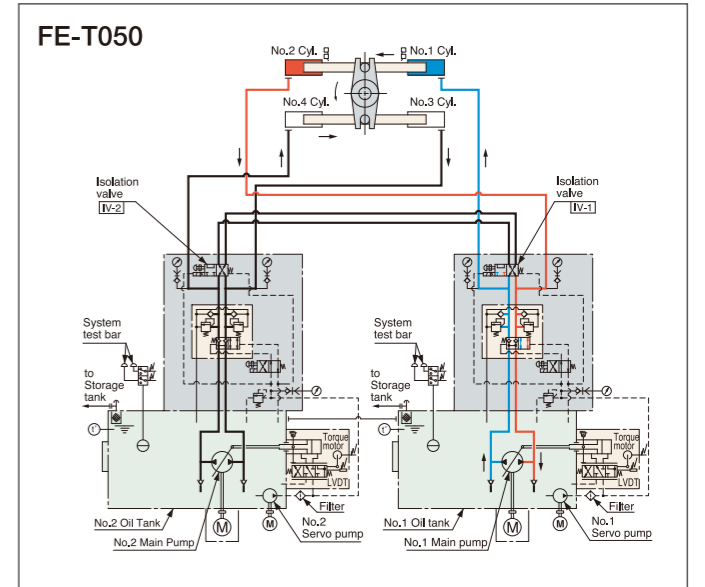 FE-T050
No.2 Cyl.
No.1 Cyl.
No.4 Cyl.
No.3 Cyl.
Isolation
valve
IV-2
Isolation
valve
IV-1
System
test bar
to
Storage
tank
t°
Torque
motor
LVDT
Filter
M
M
No.2 Oil Tank
No.2 Main Pump
No.2
Servo pump
System
test bar
to
Storage
tank
t°
Torque
motor
LVDT
Filter
M
M
No.1 Oil tank
No.1 Main pump
No.1
Servo pump